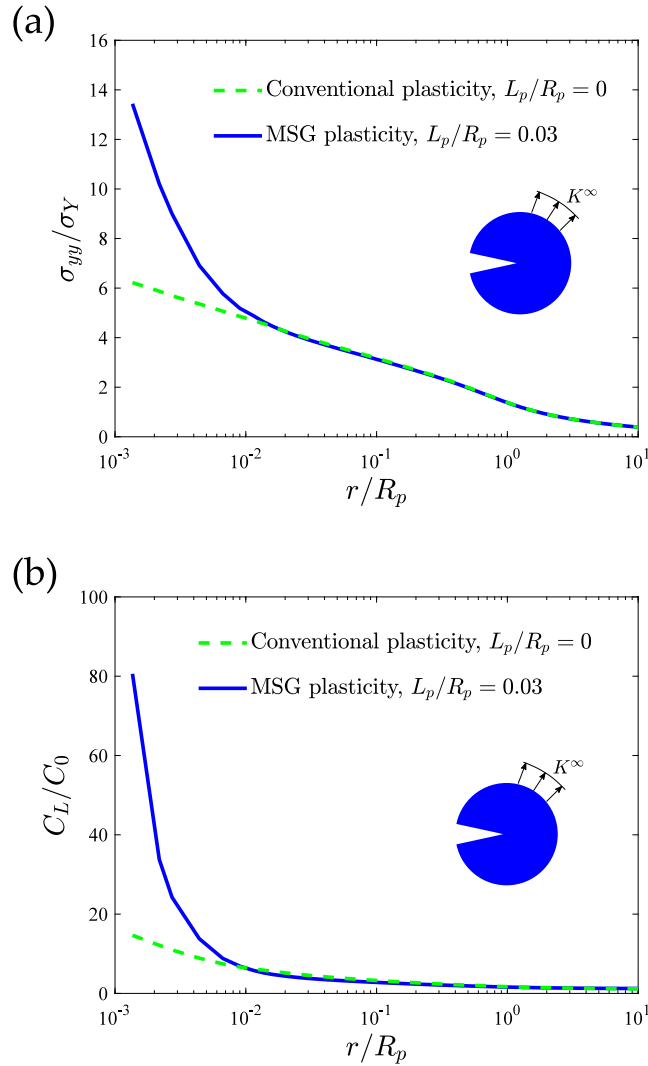 (a)
16
14
12
10
8
6
4
2
0
σ_yy/σ_Y
Conventional plasticity, L_p/R_p = 0
MSG plasticity, L_p/R_p = 0.03
K^∞
10^-3
10^-2
10^-1
10^0
10^1
r/R_p
(b)
100
80
60
40
20
0
C_L/C_0
Conventional plasticity, L_p/R_p = 0
MSG plasticity, L_p/R_p = 0.03
K^∞
10^-3
10^-2
10^-1
10^0
10^1
r/R_p